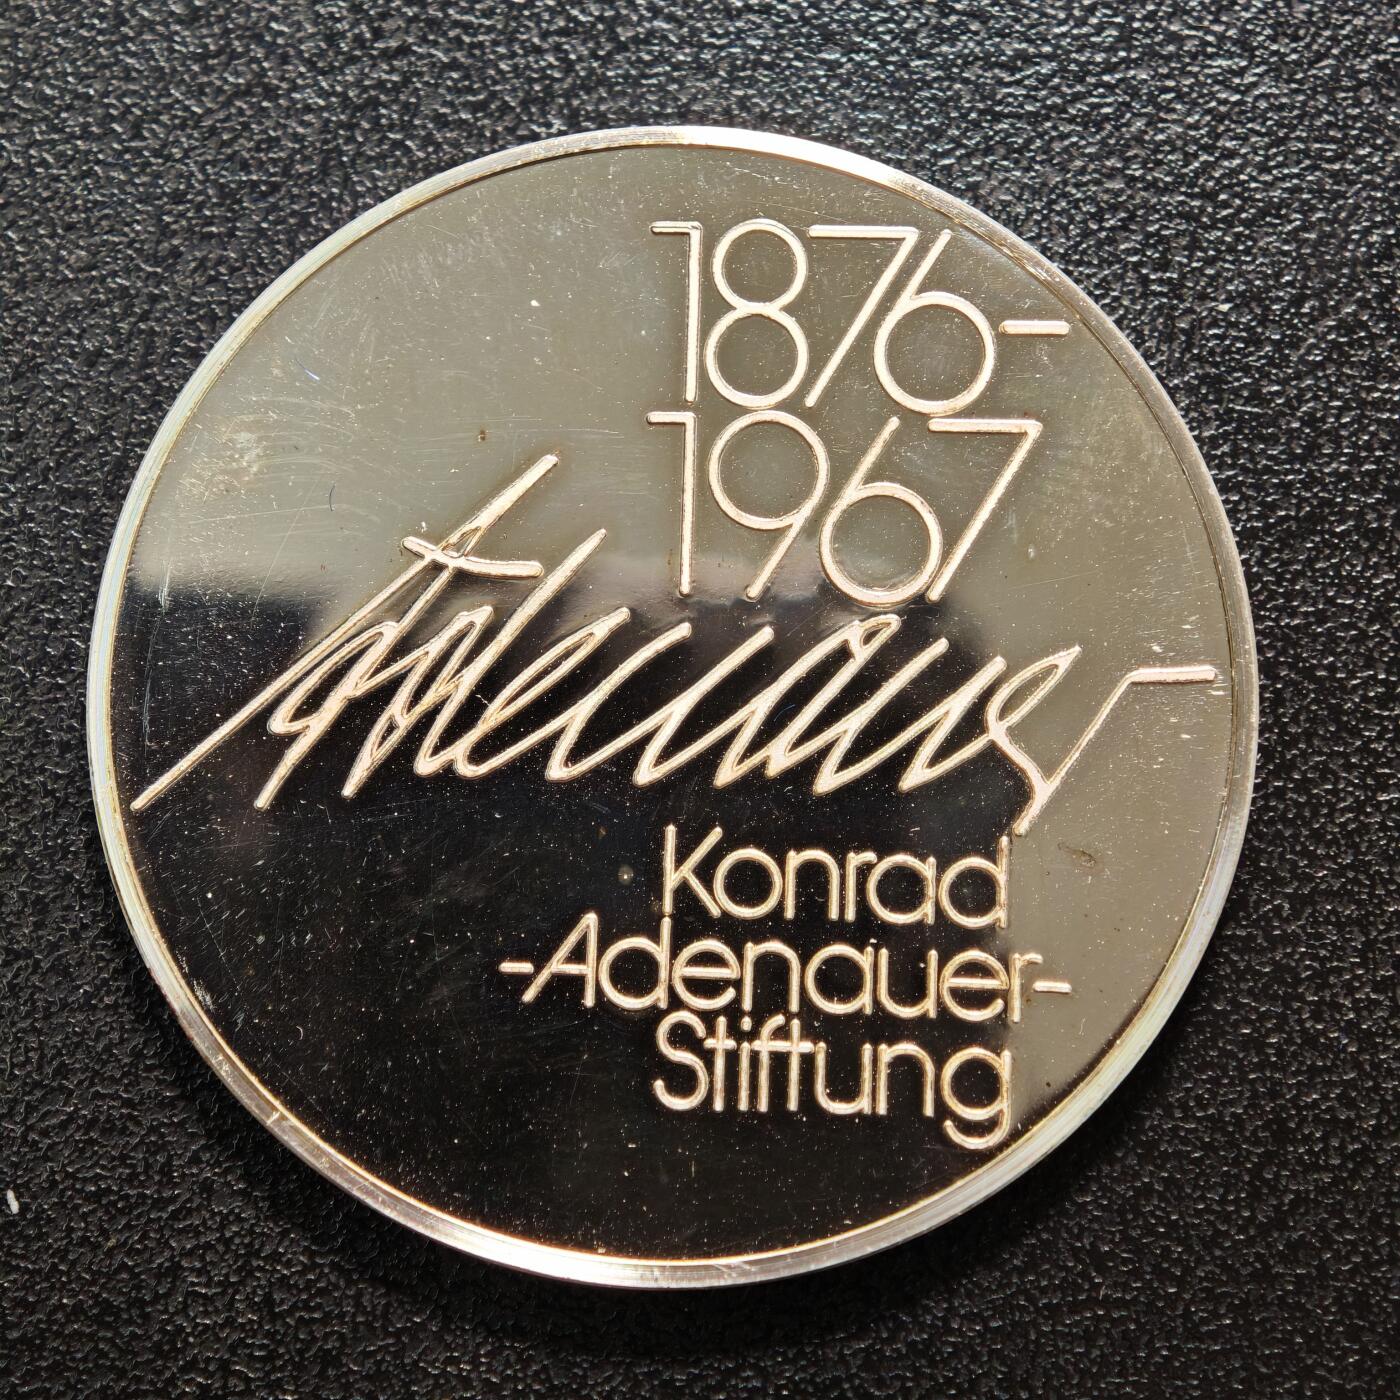 1876-
1967
Adenauer
Konrad
-Adenauer-
Stiftung